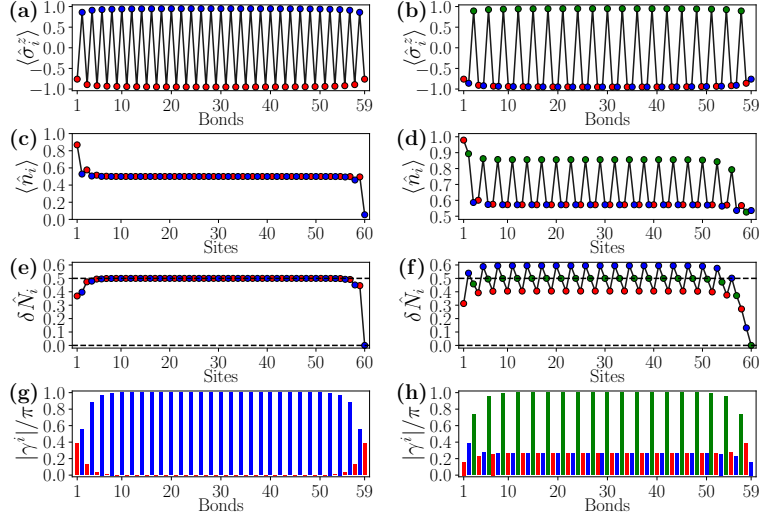 (a)
⟨σ̂ᵢᶻ⟩
1.0
0.5
0.0
−0.5
−1.0
1 10 20 30 40 50 59
Bonds
(b)
⟨σ̂ᵢᶻ⟩
1.0
0.5
0.0
−0.5
−1.0
1 10 20 30 40 50 59
Bonds
(c)
⟨n̂ᵢ⟩
1.0
0.8
0.6
0.4
0.2
0.0
1 10 20 30 40 50 60
Sites
(d)
⟨n̂ᵢ⟩
1.0
0.9
0.8
0.7
0.6
0.5
1 10 20 30 40 50 60
Sites
(e)
δN̂ᵢ
0.6
0.5
0.4
0.3
0.2
0.1
0.0
1 10 20 30 40 50 60
Sites
(f)
δN̂ᵢ
0.6
0.5
0.4
0.3
0.2
0.1
0.0
1 10 20 30 40 50 60
Sites
(g)
|γⁱ|/π
1.0
0.8
0.6
0.4
0.2
0.0
1 10 20 30 40 50 59
Bonds
(h)
|γⁱ|/π
1.0
0.8
0.6
0.4
0.2
0.0
1 10 20 30 40 50 59
Bonds